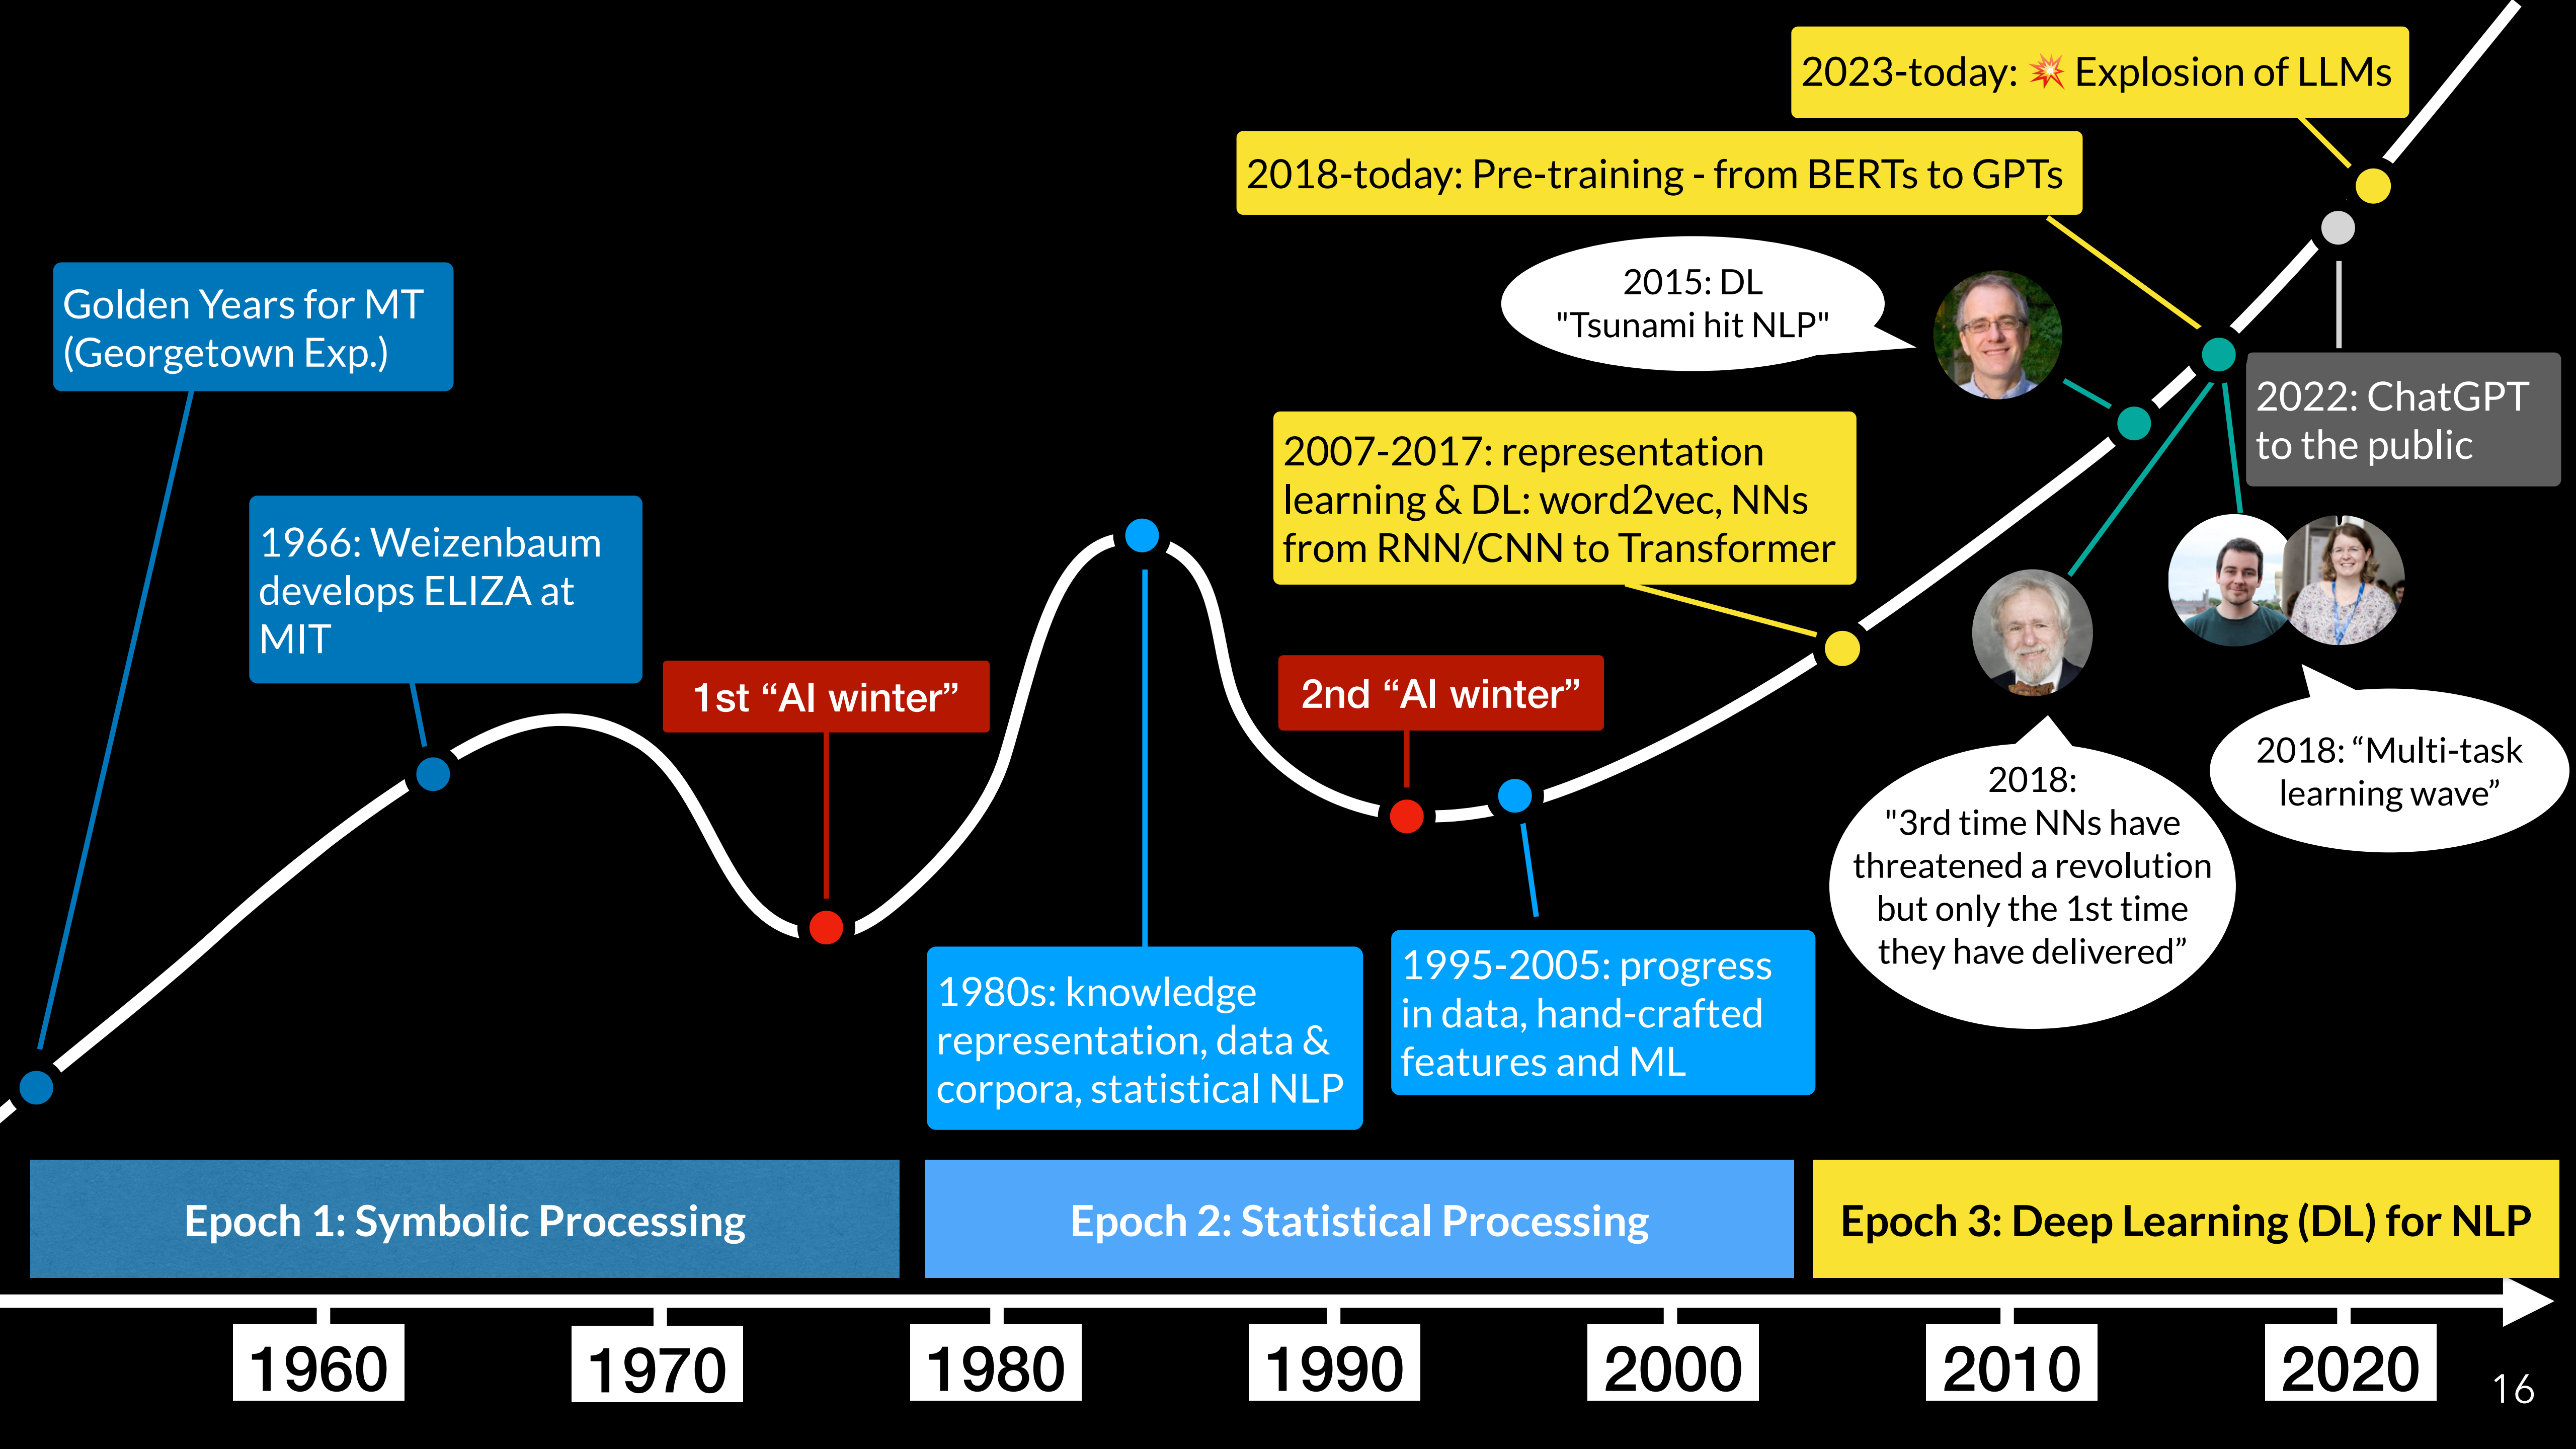 2023-today: 💥 Explosion of LLMs
2018-today: Pre-training - from BERTs to GPTs
2015: DL
"Tsunami hit NLP"
Golden Years for MT
(Georgetown Exp.)
2022: ChatGPT
to the public
2007-2017: representation
learning & DL: word2vec, NNs
from RNN/CNN to Transformer
1966: Weizenbaum
develops ELIZA at
MIT
1st “AI winter”
2nd “AI winter”
2018: “Multi-task
learning wave”
2018:
"3rd time NNs have
threatened a revolution
but only the 1st time
they have delivered”
1980s: knowledge
representation, data &
corpora, statistical NLP
1995-2005: progress
in data, hand-crafted
features and ML
Epoch 1: Symbolic Processing
Epoch 2: Statistical Processing
Epoch 3: Deep Learning (DL) for NLP
1960
1970
1980
1990
2000
2010
2020
16